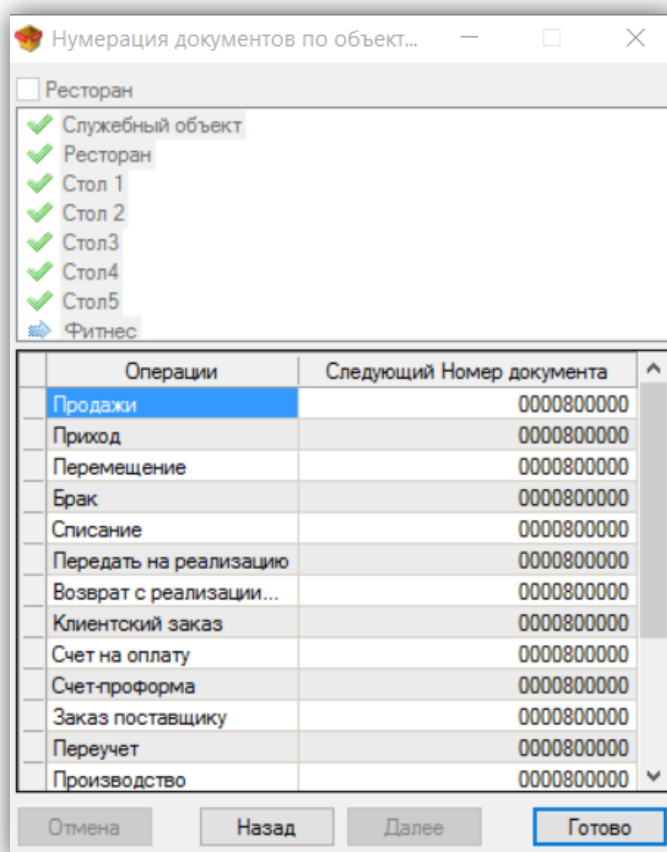 Нумерация документов по объект...
Ресторан
Служебный объект
Ресторан
Стол 1
Стол 2
Стол3
Стол4
Стол5
Фитнес
Операции Следующий Номер документа
Продажи 0000800000
Приход 0000800000
Перемещение 0000800000
Брак 0000800000
Списание 0000800000
Передать на реализацию 0000800000
Возврат с реализации... 0000800000
Клиентский заказ 0000800000
Счет на оплату 0000800000
Счет-проформа 0000800000
Заказ поставщику 0000800000
Переучет 0000800000
Производство 0000800000
Отмена Назад Далее Готово